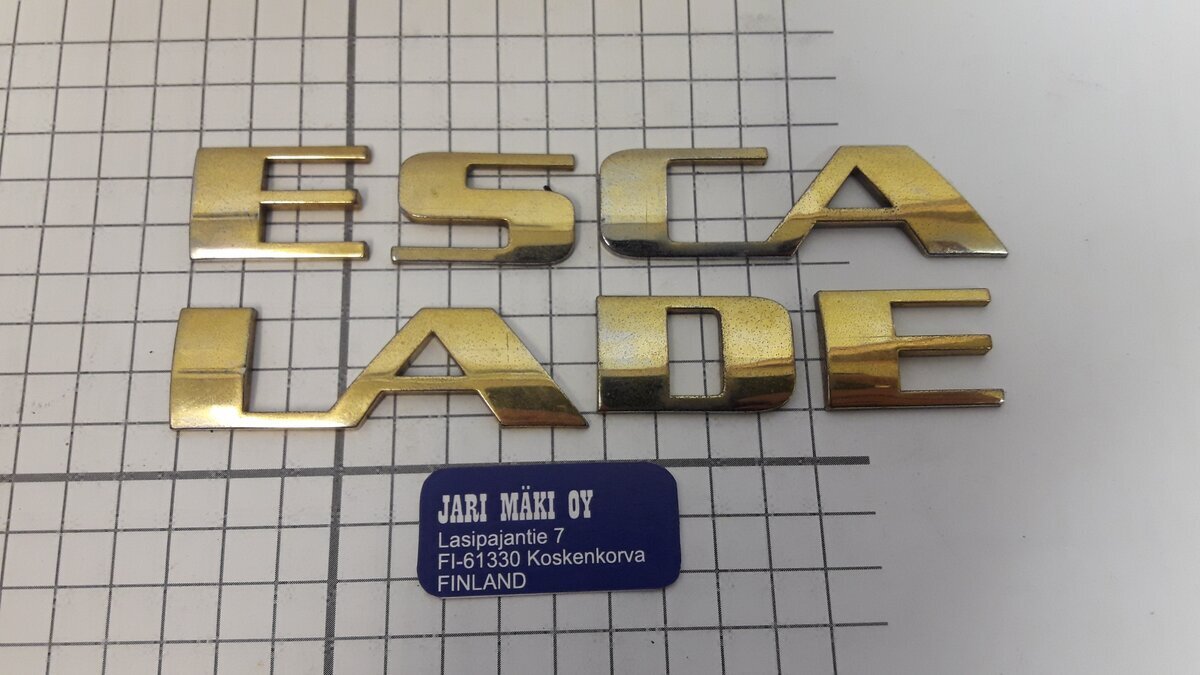 ESCA
LADE
JARI MÄKI OY
Lasipajantie 7
FI-61330 Koskenkorva
FINLAND